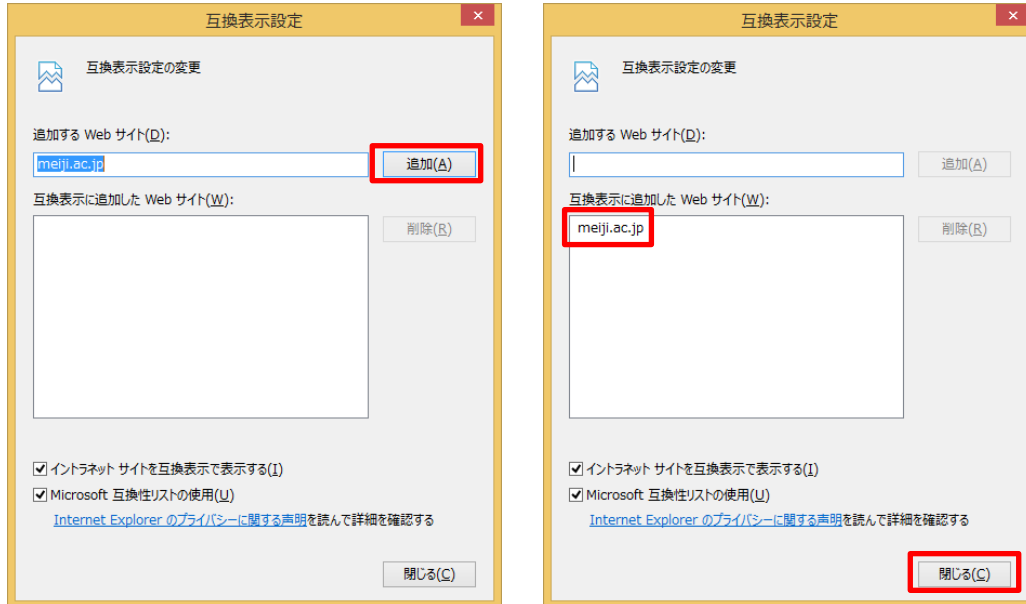 互換表示設定
互換表示設定の変更
追加する Web サイト(D):
meiji.ac.jp
追加(A)
互換表示に追加した Web サイト(W):
削除(R)
イントラネット サイトを互換表示で表示する(I)
Microsoft 互換性リストの使用(U)
Internet Explorer のプライバシーに関する声明を読んで詳細を確認する
閉じる(C)
互換表示設定
互換表示設定の変更
追加する Web サイト(D):
追加(A)
互換表示に追加した Web サイト(W):
meiji.ac.jp
削除(R)
イントラネット サイトを互換表示で表示する(I)
Microsoft 互換性リストの使用(U)
Internet Explorer のプライバシーに関する声明を読んで詳細を確認する
閉じる(C)